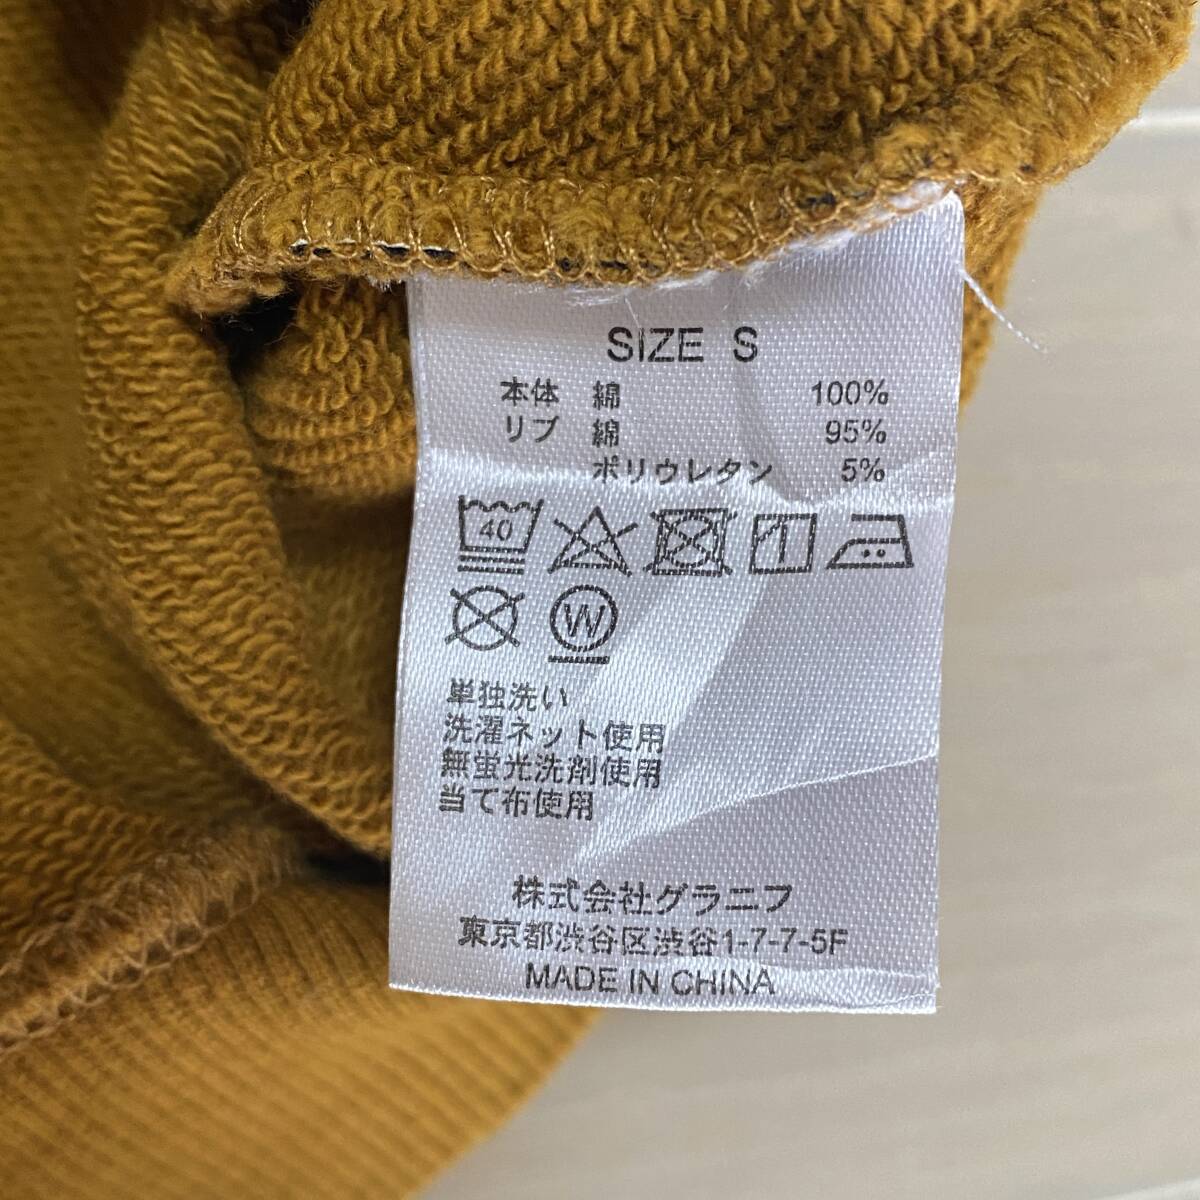 SIZE S
本体 綿 100%
リブ 綿 95%
ポリウレタン 5%
40
W
単独洗い
洗濯ネット使用
無蛍光洗剤使用
当て布使用
株式会社グラニフ
東京都渋谷区渋谷1-7-7-5F
MADE IN CHINA